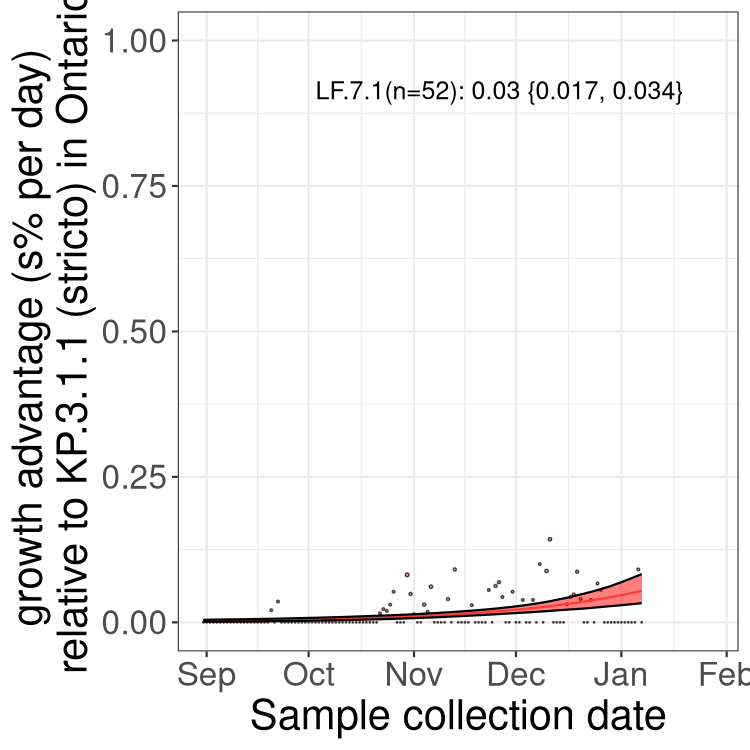 growth advantage (s% per day)
relative to KP.3.1.1 (stricto) in Ontario
1.00
0.75
0.50
0.25
0.00
LF.7.1(n=52): 0.03 {0.017, 0.034}
Sep Oct Nov Dec Jan Feb
Sample collection date